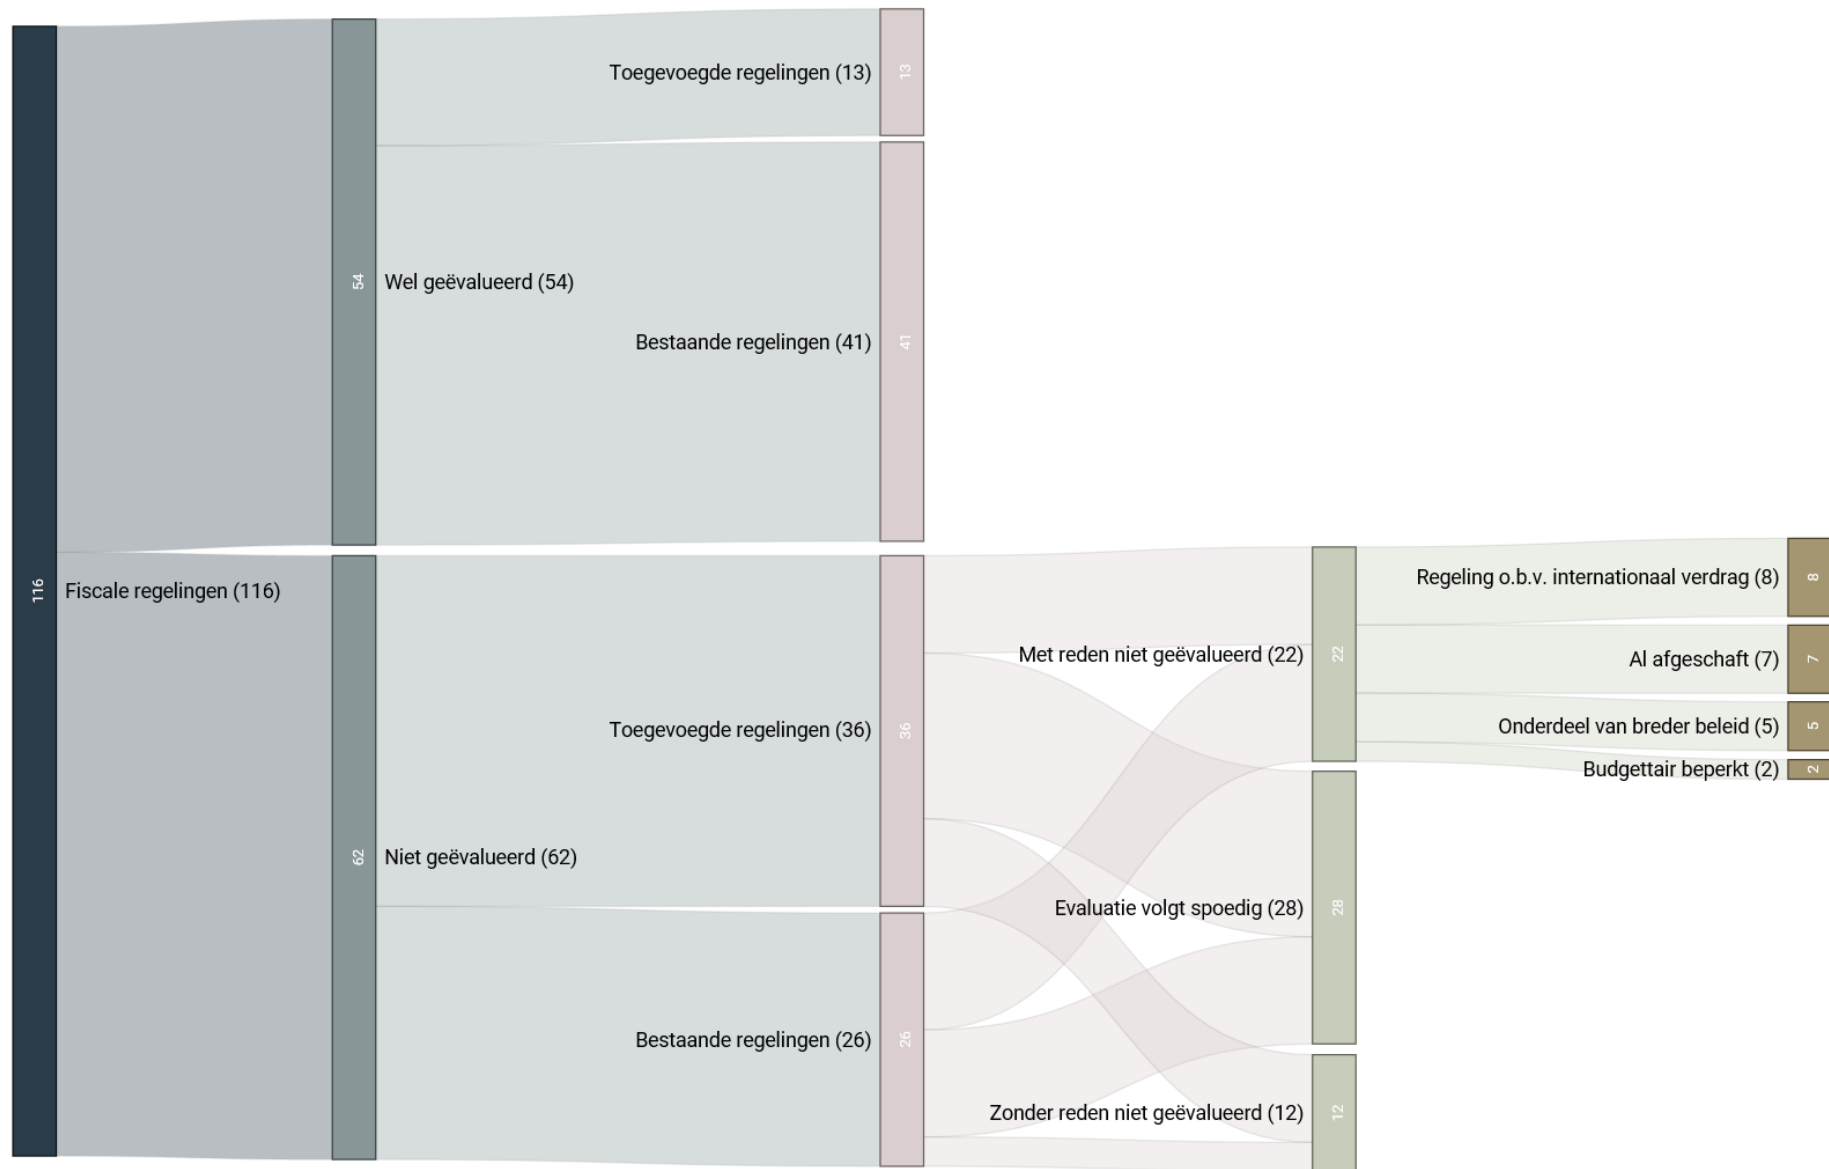 13
Toegevoegde regelingen (13)
54
Wel geëvalueerd (54)
41
Bestaande regelingen (41)
116
Fiscale regelingen (116)
22
Met reden niet geëvalueerd (22)
8
Regeling o.b.v. internationaal verdrag (8)
7
Al afgeschaft (7)
5
Onderdeel van breder beleid (5)
2
Budgettair beperkt (2)
36
Toegevoegde regelingen (36)
62
Niet geëvalueerd (62)
28
Evaluatie volgt spoedig (28)
26
Bestaande regelingen (26)
12
Zonder reden niet geëvalueerd (12)